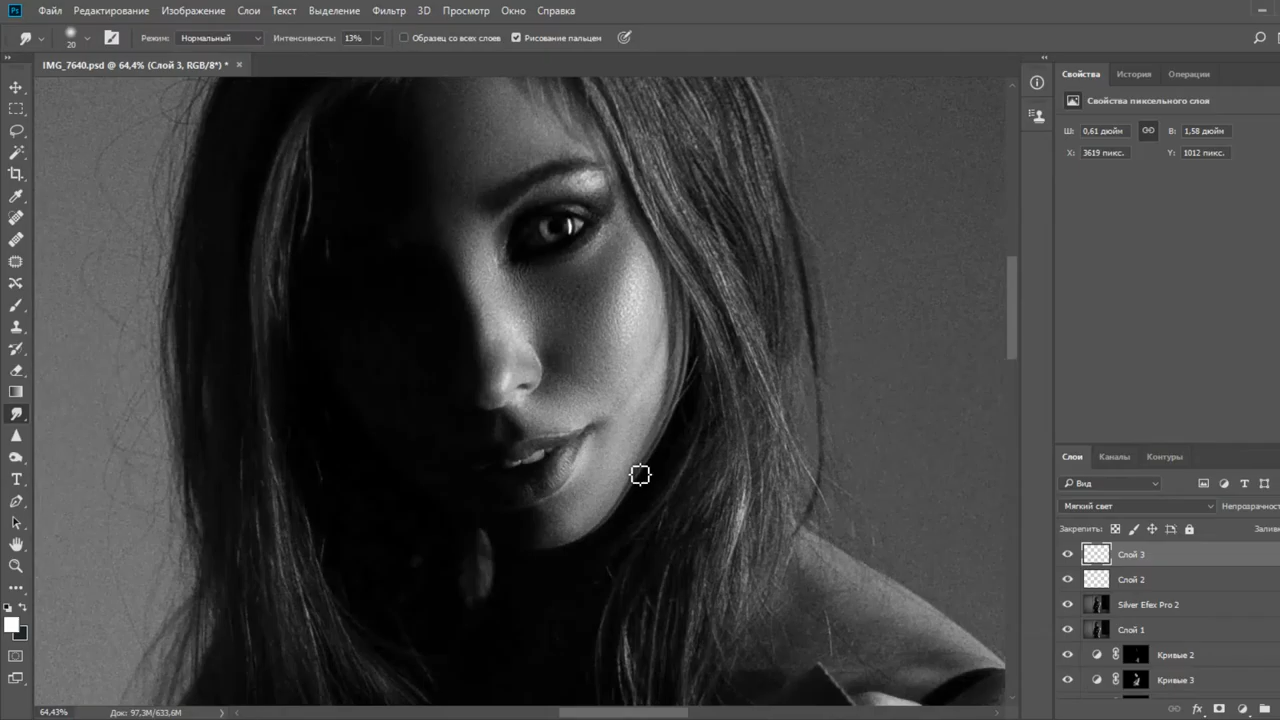 Ps Файл Редактирование Изображение Слои Текст Выделение Фильтр 3D Просмотр Окно Справка
20 Режим: Нормальный Интенсивность: 13% Образец со всех слоев Рисование пальцем
IMG_7640.psd @ 64,4% (Слой 3, RGB/8*) * ×
Свойства История Операции
Свойства пиксельного слоя
Ш: 0,61 дюйм В: 1,58 дюйм
X: 3619 пикс. Y: 1012 пикс.
Слои Каналы Контуры
Вид
Мягкий свет Непрозрачност
Закрепить: Заливк
Слой 3
Слой 2
Silver Efex Pro 2
Слой 1
Кривые 2
Кривые 3
64,43% Док: 97,3M/633,6M